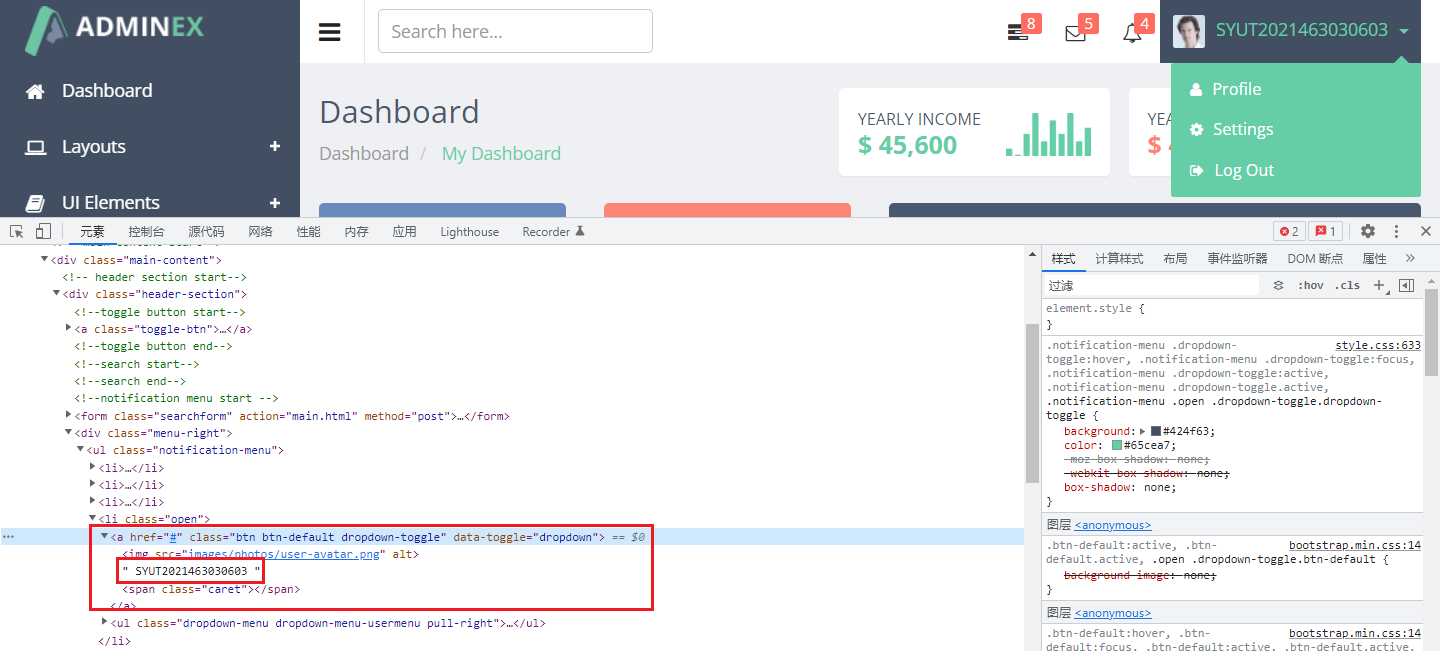 ADMINEX
Search here...
8
5
4
SYUT2021463030603
Dashboard
Layouts +
UI Elements +
Dashboard
Dashboard / My Dashboard
YEARLY INCOME
$ 45,600
YEA
$
Profile
Settings
Log Out
元素 控制台 源代码 网络 性能 内存 应用 Lighthouse Recorder
2 1
▼<div class="main-content">
<!-- header section start-->
▼<div class="header-section">
<!--toggle button start-->
▶<a class="toggle-btn">…</a>
<!--toggle button end-->
<!--search start-->
<!--search end-->
<!--notification menu start -->
▶<form class="searchform" action="main.html" method="post">…</form>
▼<div class="menu-right">
▼<ul class="notification-menu">
▶<li>…</li>
▶<li>…</li>
▶<li>…</li>
▼<li class="open">
▼<a href="#" class="btn btn-default dropdown-toggle" data-toggle="dropdown"> == $0
<img src="images/photos/user-avatar.png" alt>
" SYUT2021463030603 "
<span class="caret"></span>
</a>
▶<ul class="dropdown-menu dropdown-menu-usermenu pull-right">…</ul>
</li>
样式 计算样式 布局 事件监听器 DOM 断点 属性 »
过滤 :hov .cls +
element.style {
}
.notification-menu .dropdown- style.css:633
toggle:hover, .notification-menu .dropdown-toggle:focus,
.notification-menu .dropdown-toggle:active,
.notification-menu .dropdown-toggle.active,
.notification-menu .open .dropdown-toggle.dropdown-
toggle {
background: ▶ #424f63;
color: #65cea7;
-moz-box-shadow: none;
-webkit-box-shadow: none;
box-shadow: none;
}
图层 <anonymous>
.btn-default:active, .btn- bootstrap.min.css:14
default.active, .open .dropdown-toggle.btn-default {
background-image: none;
}
图层 <anonymous>
.btn-default:hover, .btn- bootstrap.min.css:14
default:focus, .btn-default:active, .btn-default.active,